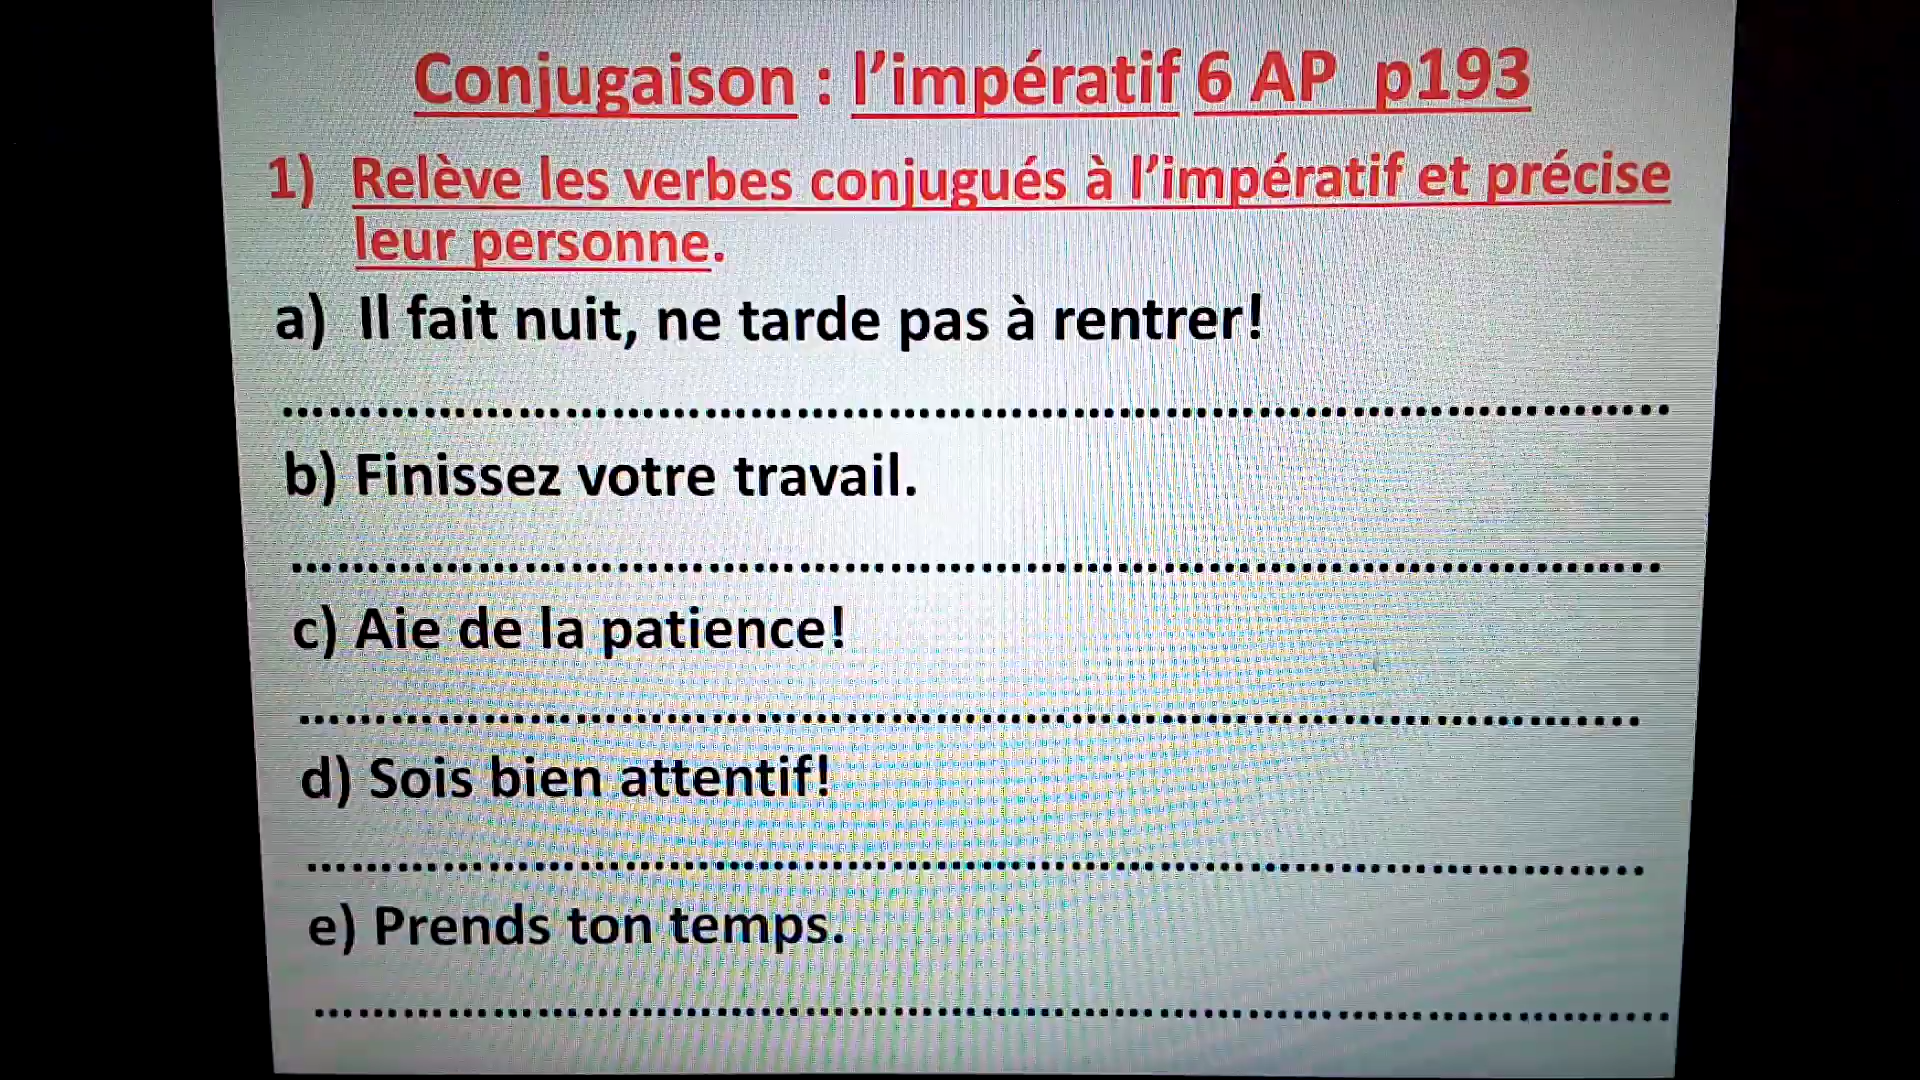 Conjugaison : l’impératif 6 AP p193
1) Relève les verbes conjugués à l’impératif et précise
leur personne.
a) Il fait nuit, ne tarde pas à rentrer!
................................................................................
b) Finissez votre travail.
................................................................................
c) Aie de la patience!
................................................................................
d) Sois bien attentif!
................................................................................
e) Prends ton temps.
................................................................................